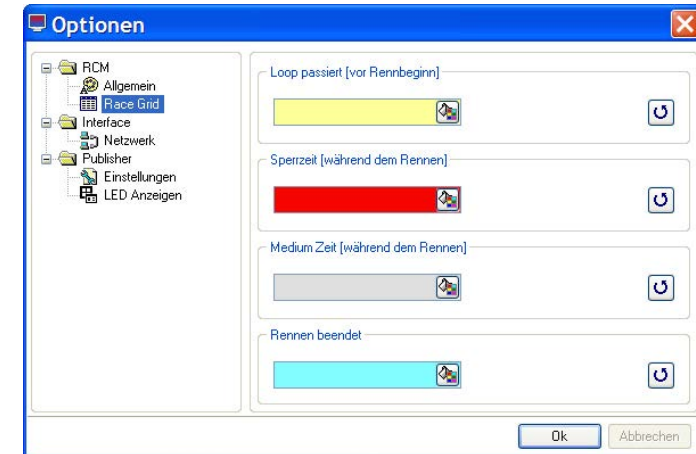 Optionen
RCM
Allgemein
Race Grid
Interface
Netzwerk
Publisher
Einstellungen
LED Anzeigen
Loop passiert [vor Rennbeginn]
Sperrzeit [während dem Rennen]
Medium Zeit [während dem Rennen]
Rennen beendet
Ok
Abbrechen